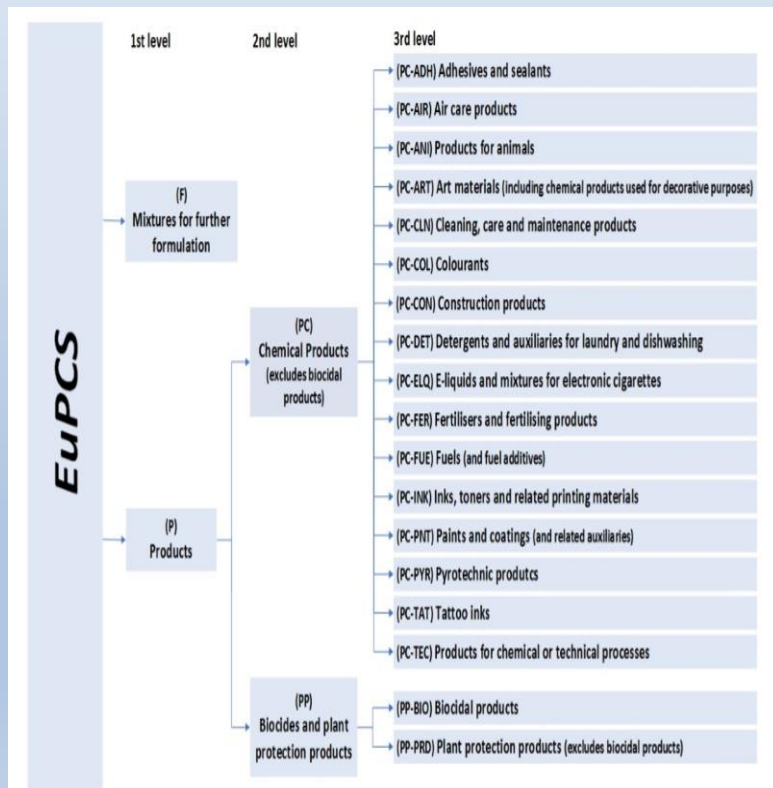 EuPCS
1st level
2nd level
3rd level
(F)
Mixtures for further
formulation
(P)
Products
(PC)
Chemical Products
(excludes biocidal
products)
(PP)
Biocides and plant
protection products
(PC-ADH) Adhesives and sealants
(PC-AIR) Air care products
(PC-ANI) Products for animals
(PC-ART) Art materials (including chemical products used for decorative purposes)
(PC-CLN) Cleaning, care and maintenance products
(PC-COL) Colourants
(PC-CON) Construction products
(PC-DET) Detergents and auxiliaries for laundry and dishwashing
(PC-ELQ) E-liquids and mixtures for electronic cigarettes
(PC-FER) Fertilisers and fertilising products
(PC-FUE) Fuels (and fuel additives)
(PC-INK) Inks, toners and related printing materials
(PC-PNT) Paints and coatings (and related auxiliaries)
(PC-PYR) Pyrotechnic produtcs
(PC-TAT) Tattoo inks
(PC-TEC) Products for chemical or technical processes
(PP-BIO) Biocidal products
(PP-PRD) Plant protection products (excludes biocidal products)